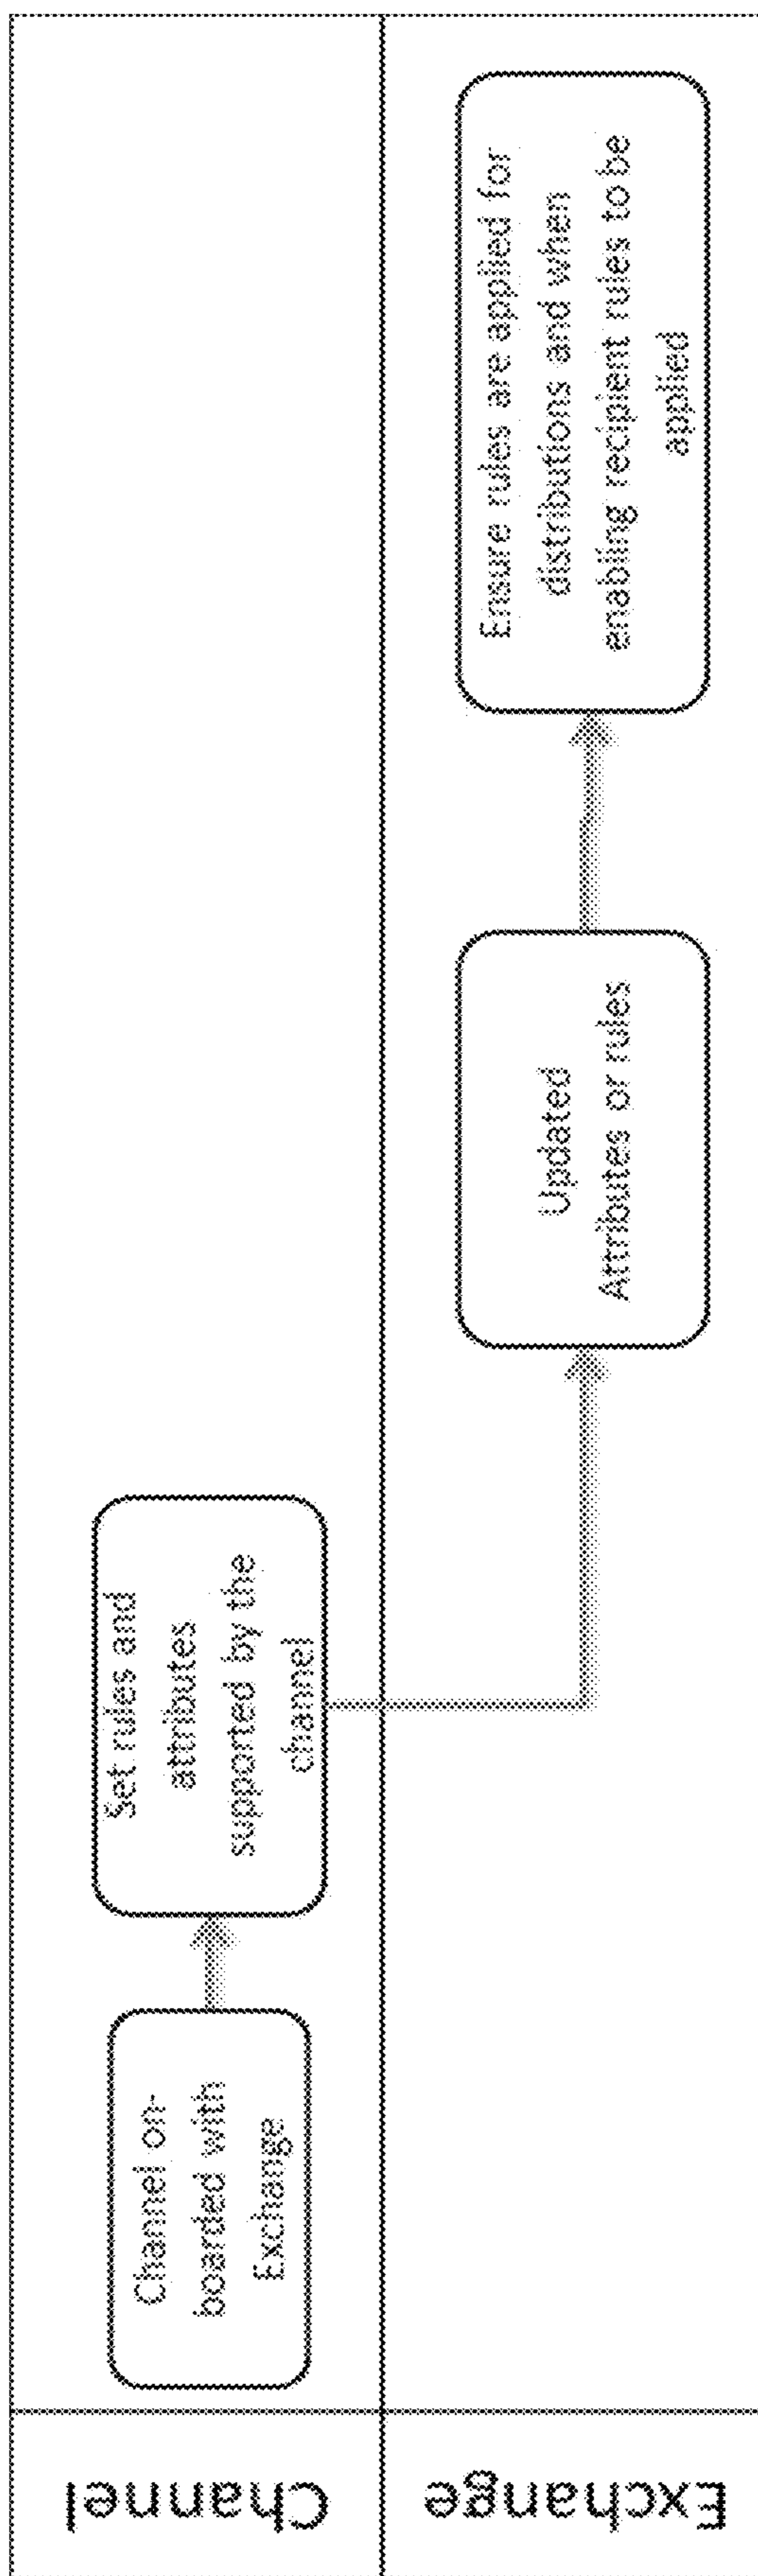 Channel
Channel on-
boarded with
Exchange
Set rules and
attributes
supported by the
channel
Exchange
Updated
Attributes or rules
Ensure rules are applied for
distributions and when
enabling recipient rules to be
applied